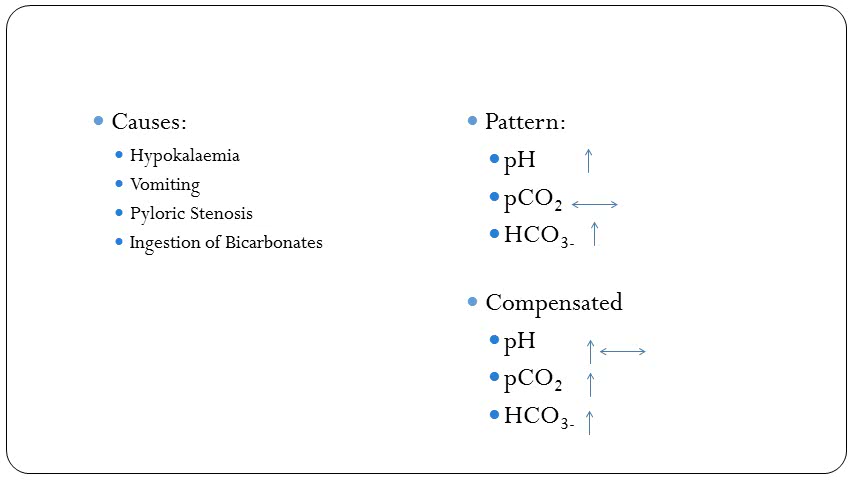 Causes:
Hypokalaemia
Vomiting
Pyloric Stenosis
Ingestion of Bicarbonates
Pattern:
pH ↑
pCO₂ ↔
HCO₃₋ ↑
Compensated
pH ↑↔
pCO₂ ↑
HCO₃₋ ↑